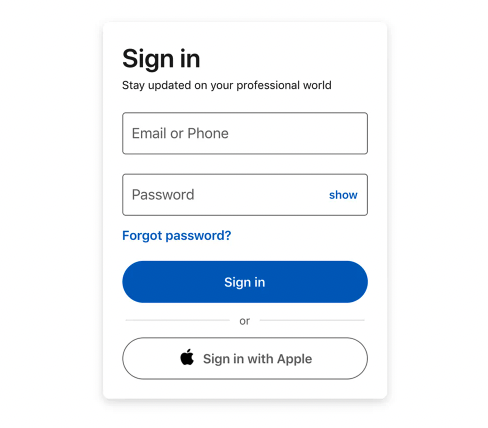 Sign in
Stay updated on your professional world
Email or Phone
Password show
Forgot password?
Sign in
or
Sign in with Apple